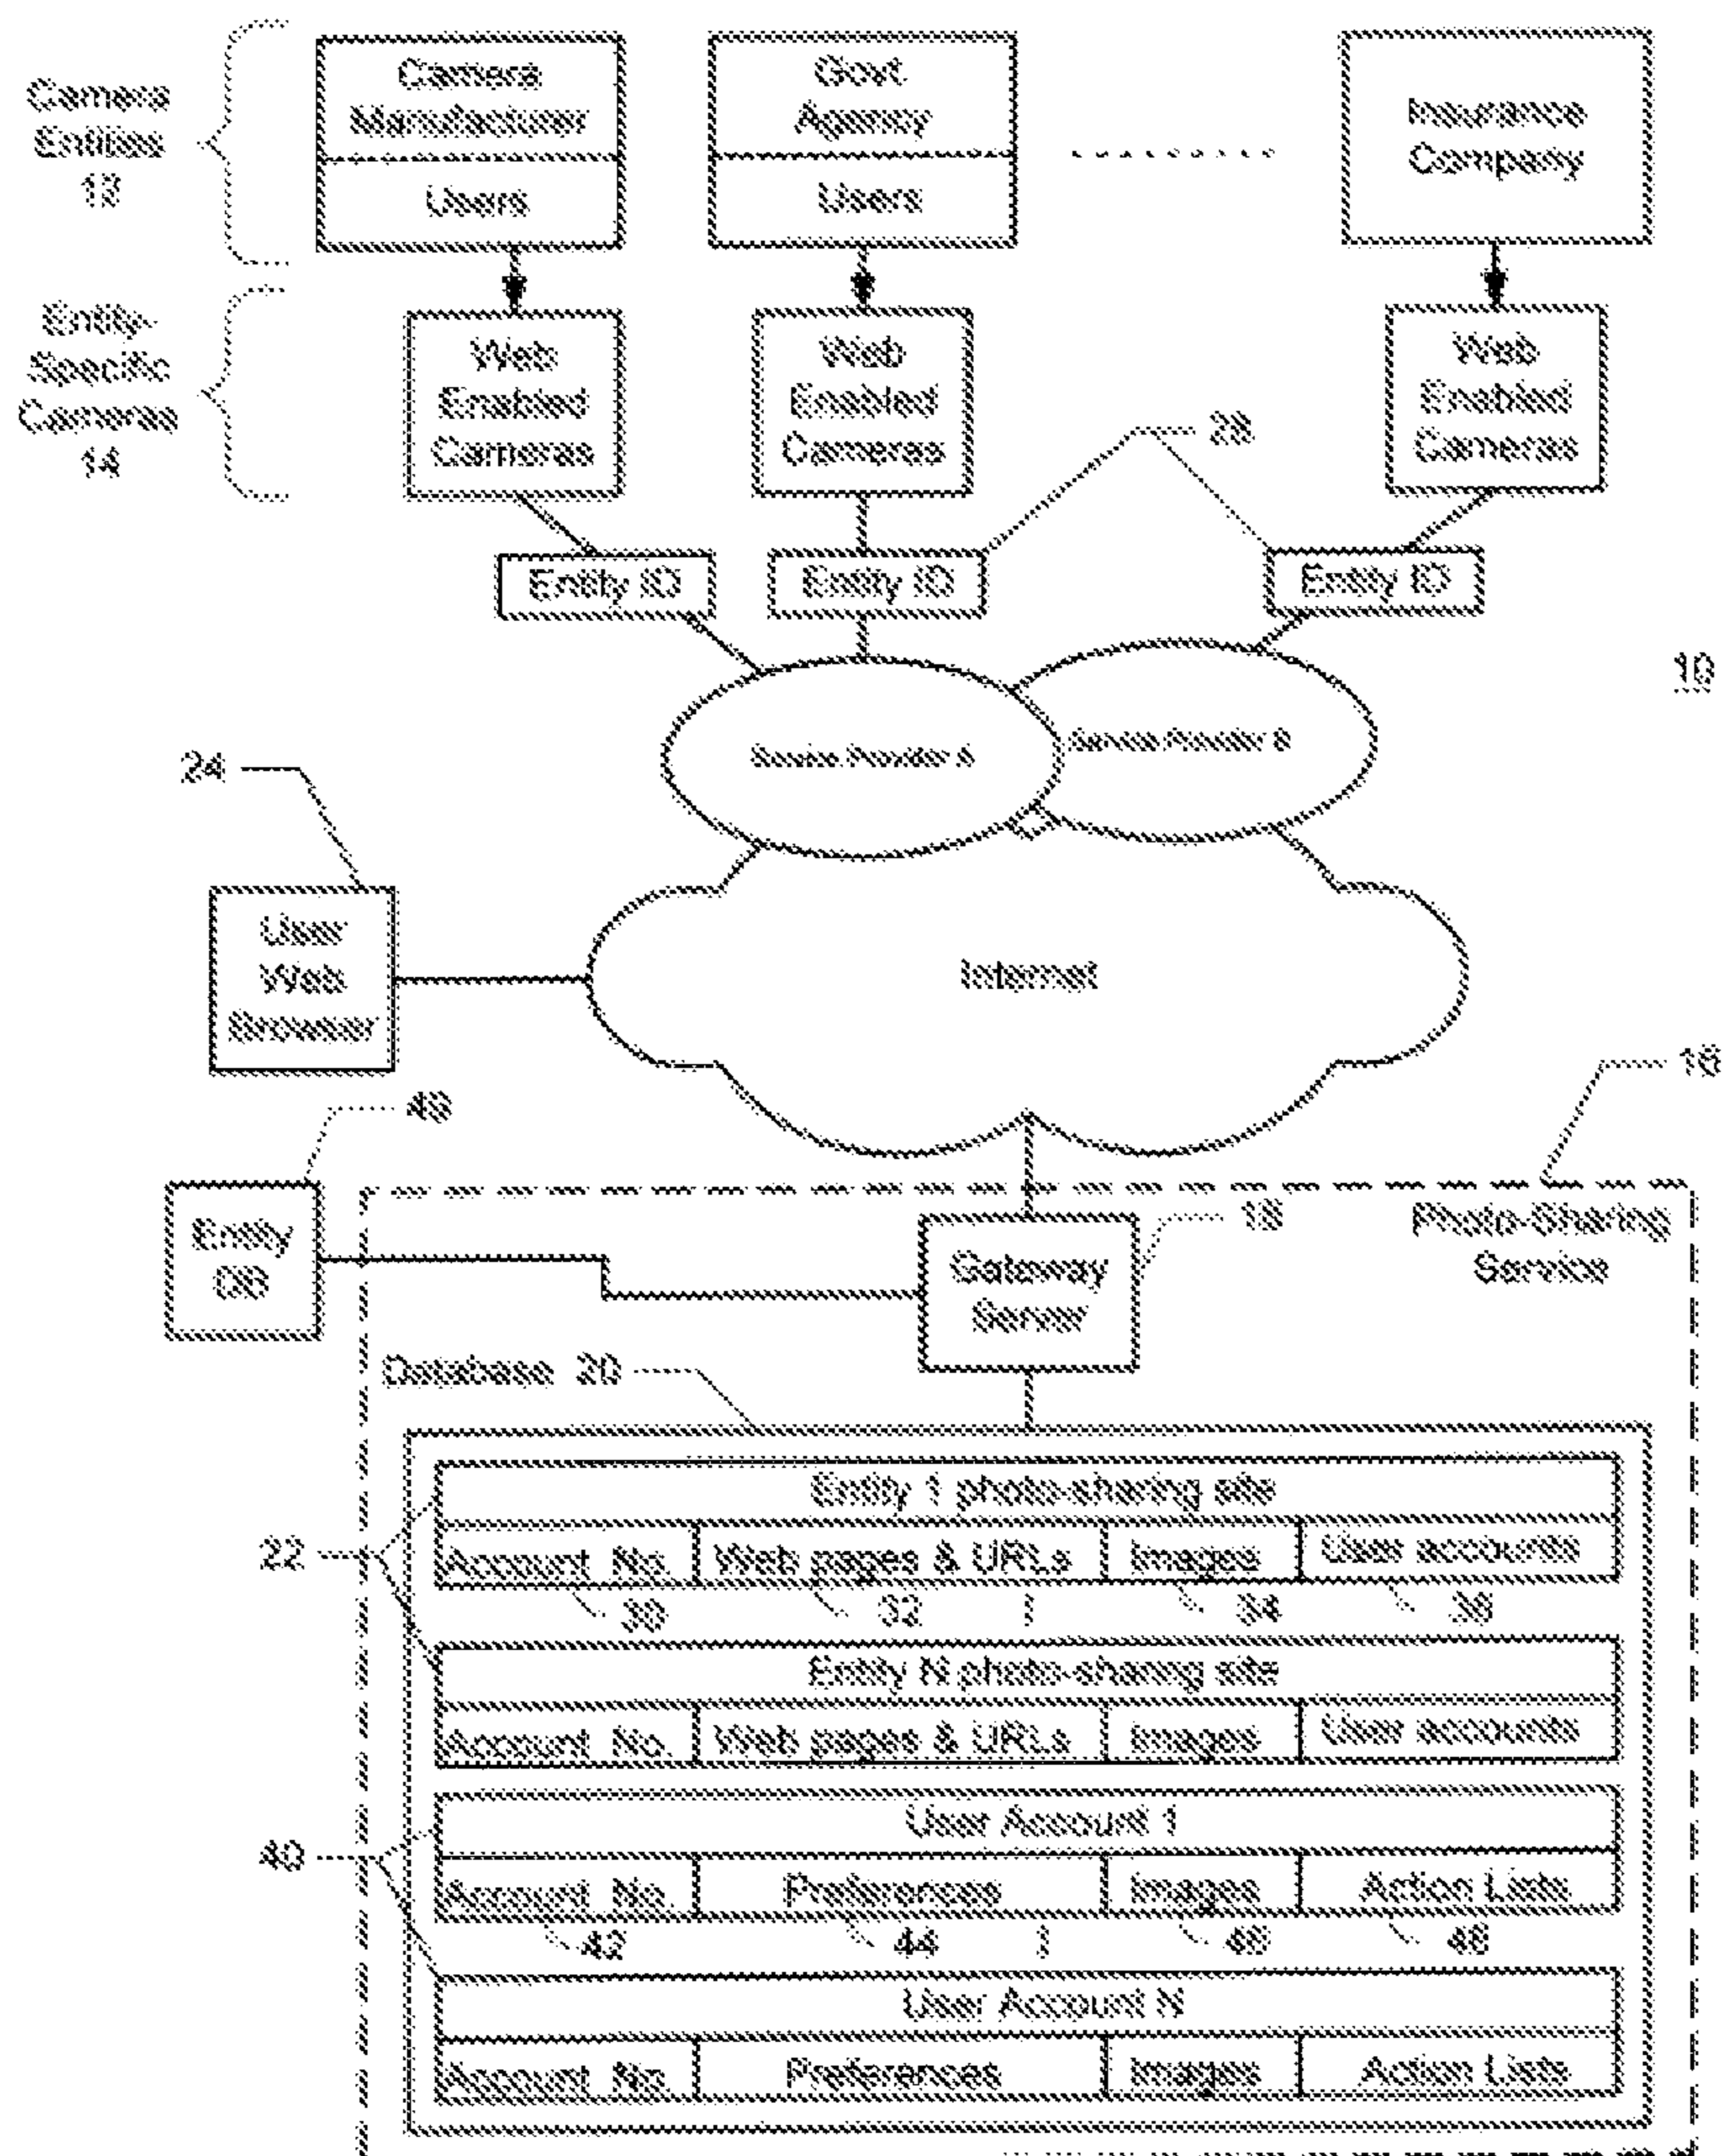 Camera
Entities
12
Camera
Manufacturer
Users
Govt.
Agency
Users
Insurance
Company
Entity-
Specific
Cameras
14
Web
Enabled
Cameras
Web
Enabled
Cameras
Web
Enabled
Cameras
28
Entity ID
Entity ID
Entity ID
10
Service Provider A
Service Provider B
24
User
Web
Browser
Internet
16
Entity
DB
18
Gateway
Server
Photo-Sharing
Service
Database 20
Entity 1 photo-sharing site
22
Account No.
Web pages & URLs
Images
User accounts
30
32
34
Entity N photo-sharing site
Account No.
Web pages & URLs
Images
User accounts
User Account 1
40
Account No.
Preferences
Images
Action Lists
42
44
User Account N
Account No.
Preferences
Images
Action Lists